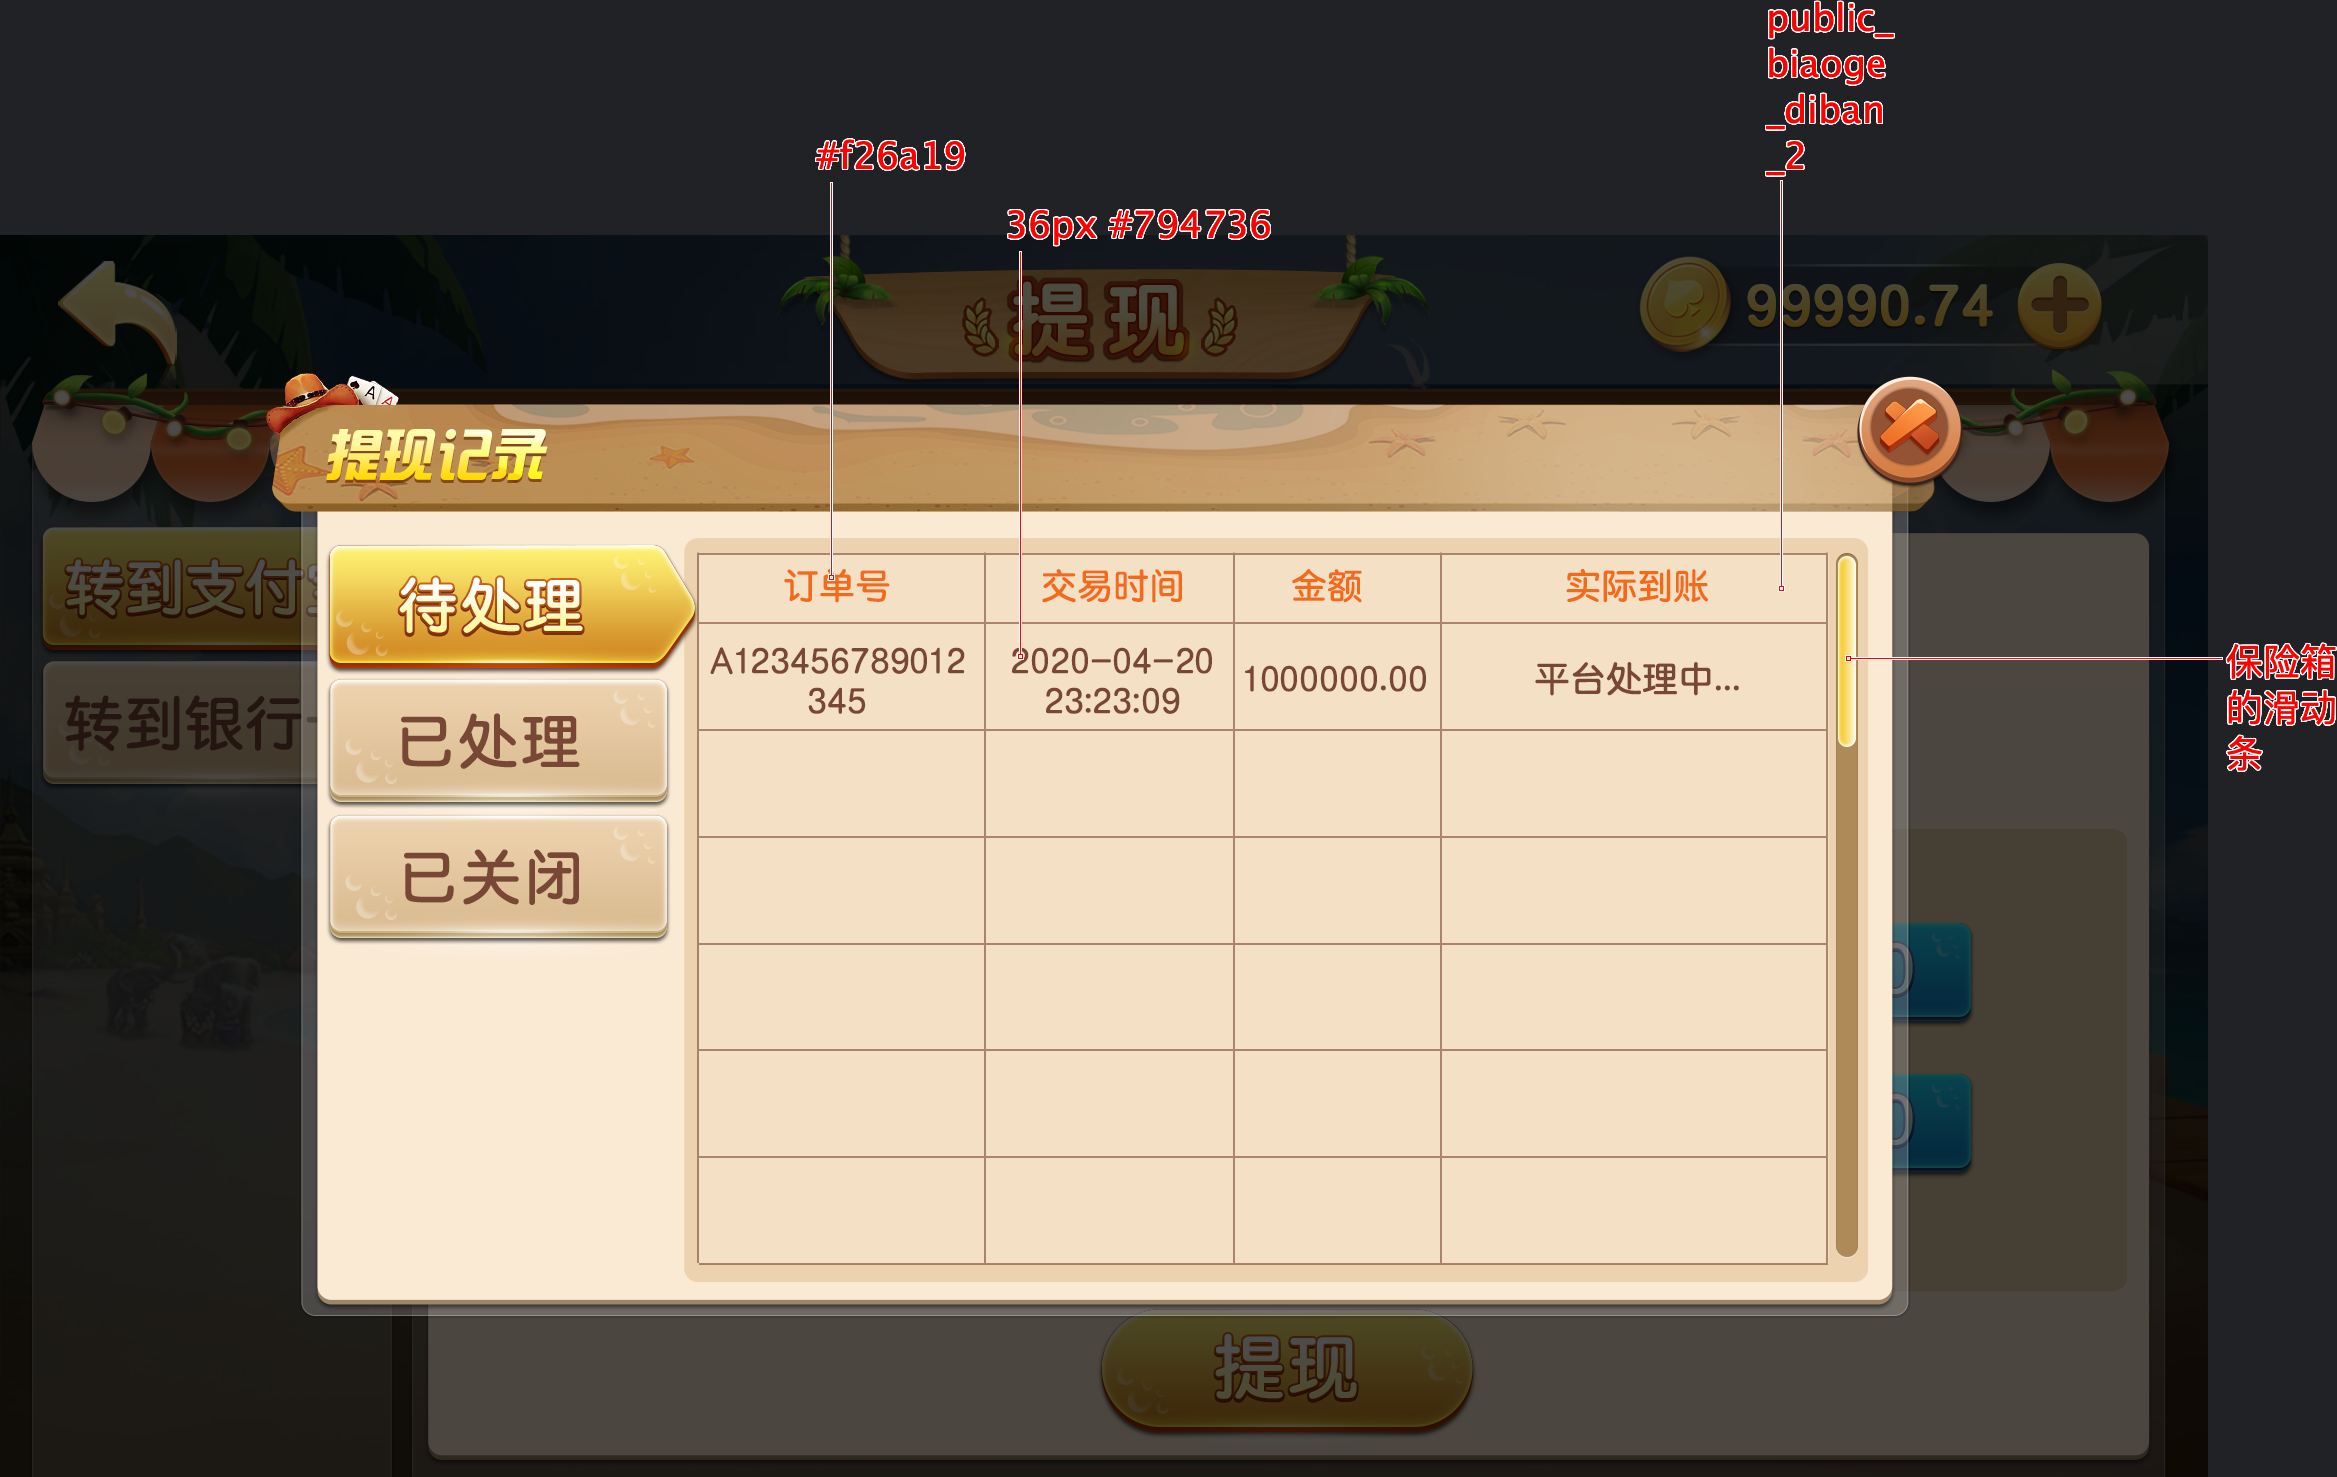 public_
biaoge
_diban
_2
#f26a19
36px #794736
提现
99990.74
A
A
提现记录
转到支付
转到银行
待处理
已处理
已关闭
订单号 交易时间 金额 实际到账
A123456789012
345
2020-04-20
23:23:09
1000000.00
平台处理中...
保险箱
的滑动
条
0
0
提现